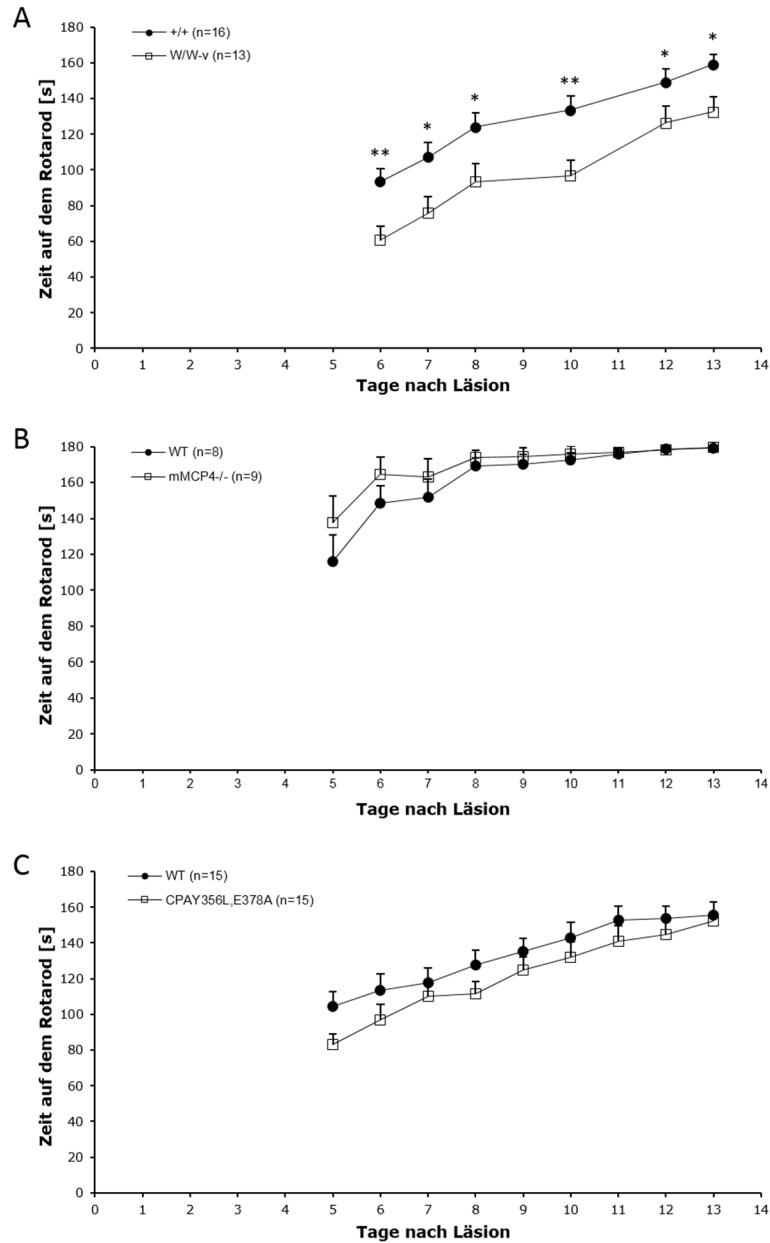 A
+/+ (n=16)
W/W-v (n=13)
Zeit auf dem Rotarod [s]
180
160
140
120
100
80
60
40
20
0
** * * ** * *
0 1 2 3 4 5 6 7 8 9 10 11 12 13 14
Tage nach Läsion
B
WT (n=8)
mMCP4-/- (n=9)
Zeit auf dem Rotarod [s]
180
160
140
120
100
80
60
40
20
0
0 1 2 3 4 5 6 7 8 9 10 11 12 13 14
Tage nach Läsion
C
WT (n=15)
CPAY356L,E378A (n=15)
Zeit auf dem Rotarod [s]
180
160
140
120
100
80
60
40
20
0
0 1 2 3 4 5 6 7 8 9 10 11 12 13 14
Tage nach Läsion